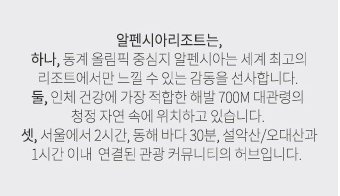 알펜시아리조트는,
하나, 동계 올림픽 중심지 알펜시아는 세계 최고의
리조트에서만 느낄 수 있는 감동을 선사합니다.
둘, 인체 건강에 가장 적합한 해발 700M 대관령의
청정 자연 속에 위치하고 있습니다.
셋, 서울에서 2시간, 동해 바다 30분, 설악산/오대산과
1시간 이내 연결된 관광 커뮤니티의 허브입니다.